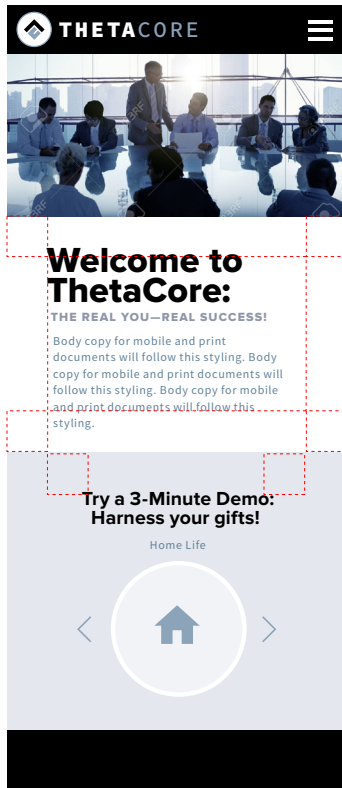 THETACORE
Welcome to
ThetaCore:
THE REAL YOU—REAL SUCCESS!
Body copy for mobile and print
documents will follow this styling. Body
copy for mobile and print documents will
follow this styling. Body copy for mobile
and print documents will follow this
styling.
Try a 3-Minute Demo:
Harness your gifts!
Home Life